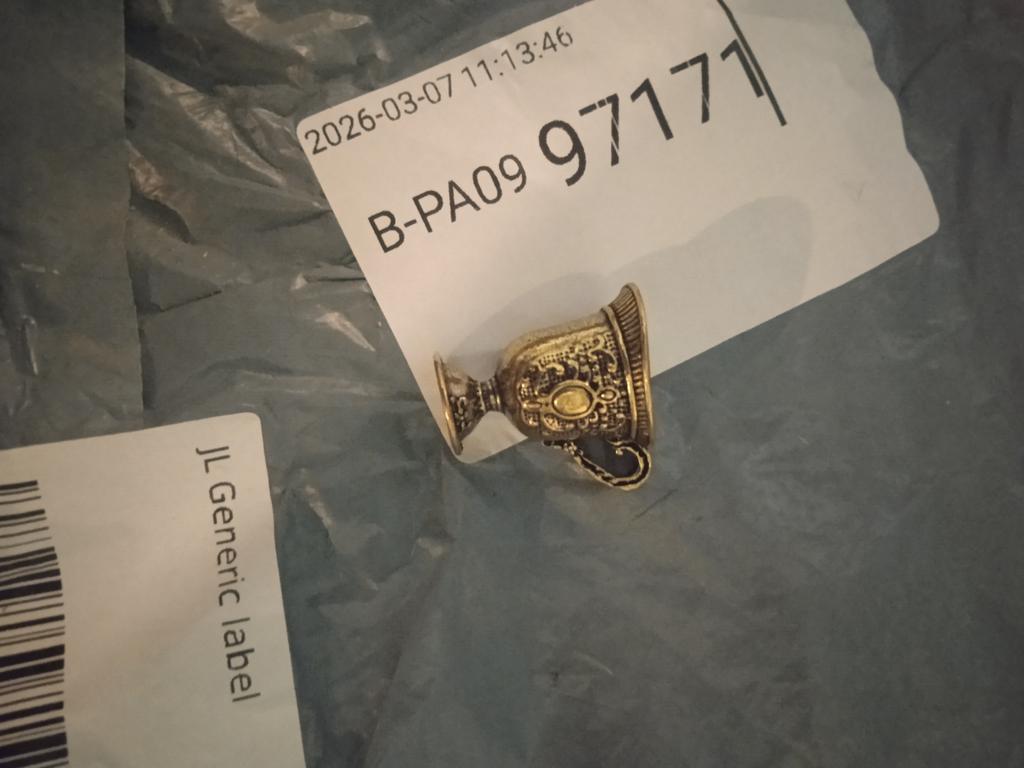 2026-03-07 11:13:46
B-PA09 97171
JL Generic label